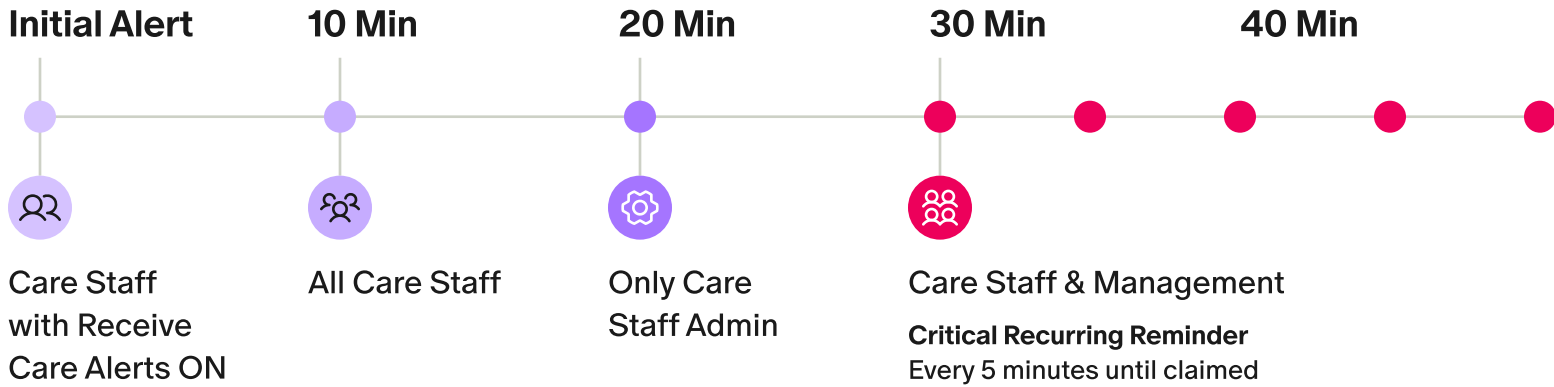 Initial Alert
10 Min
20 Min
30 Min
40 Min
Care Staff
with Receive
Care Alerts ON
All Care Staff
Only Care
Staff Admin
Care Staff & Management
Critical Recurring Reminder
Every 5 minutes until claimed